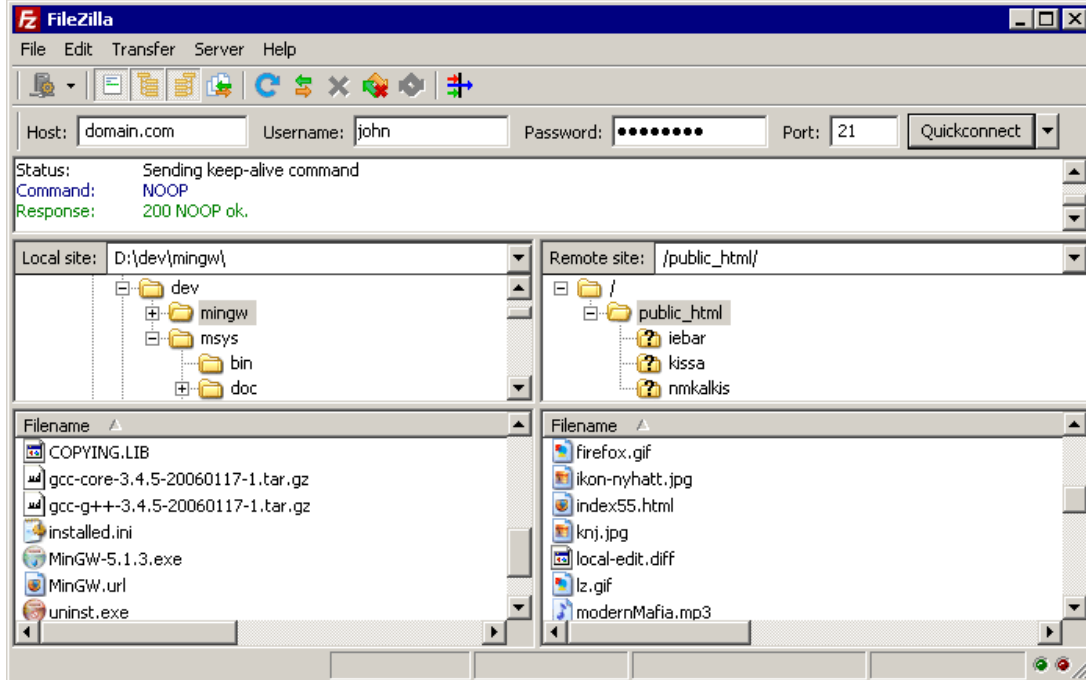 FileZilla
File Edit Transfer Server Help
Host: domain.com Username: john Password: ●●●●●●●● Port: 21 Quickconnect
Status: Sending keep-alive command
Command: NOOP
Response: 200 NOOP ok.
Local site: D:\dev\mingw\
dev
mingw
msys
bin
doc
Remote site: /public_html/
/
public_html
iebar
kissa
nmkalkis
Filename
COPYING.LIB
gcc-core-3.4.5-20060117-1.tar.gz
gcc-g++-3.4.5-20060117-1.tar.gz
installed.ini
MinGW-5.1.3.exe
MinGW.url
uninst.exe
Filename
firefox.gif
ikon-nyhatt.jpg
index55.html
knj.jpg
local-edit.diff
lz.gif
modernMafia.mp3